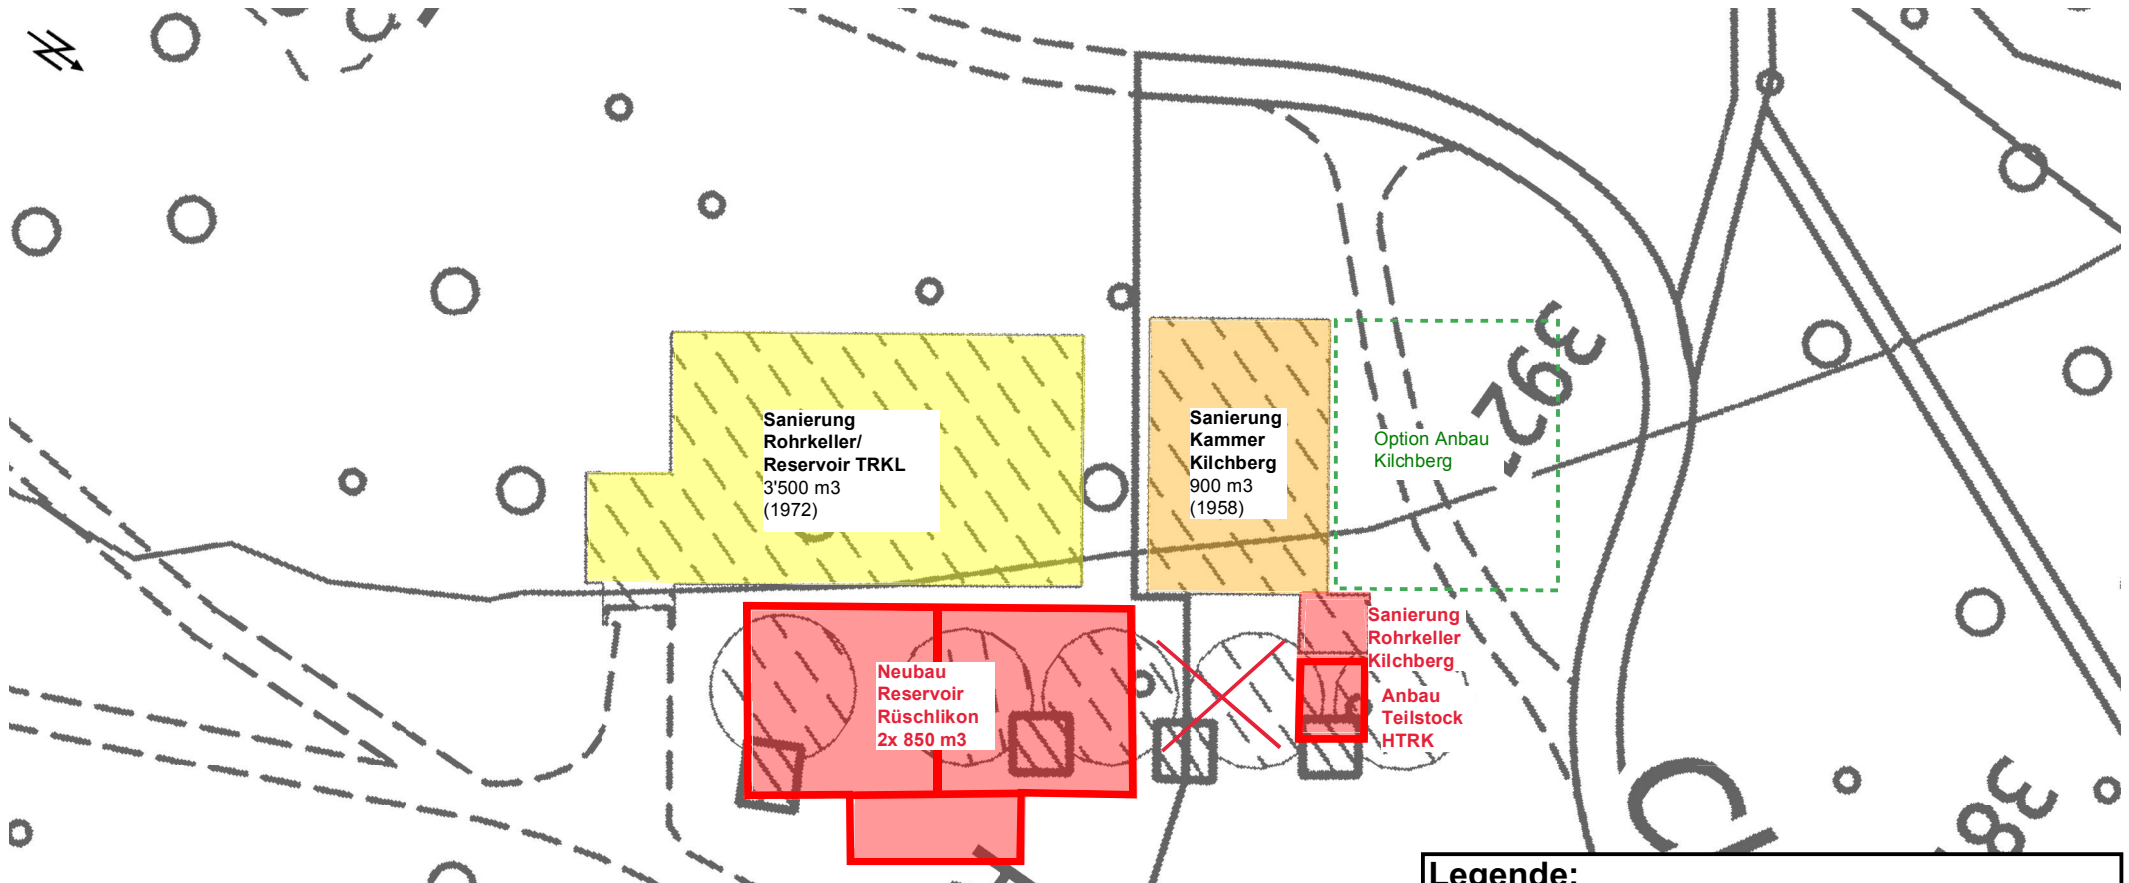 392
Sanierung
Rohrkeller/
Reservoir TRKL
3'500 m3
(1972)
Sanierung
Kammer
Kilchberg
900 m3
(1958)
Option Anbau
Kilchberg
Sanierung
Rohrkeller
Kilchberg
Anbau
Teilstock
HTRK
Neubau
Reservoir
Rüschlikon
2x 850 m3
Legende: